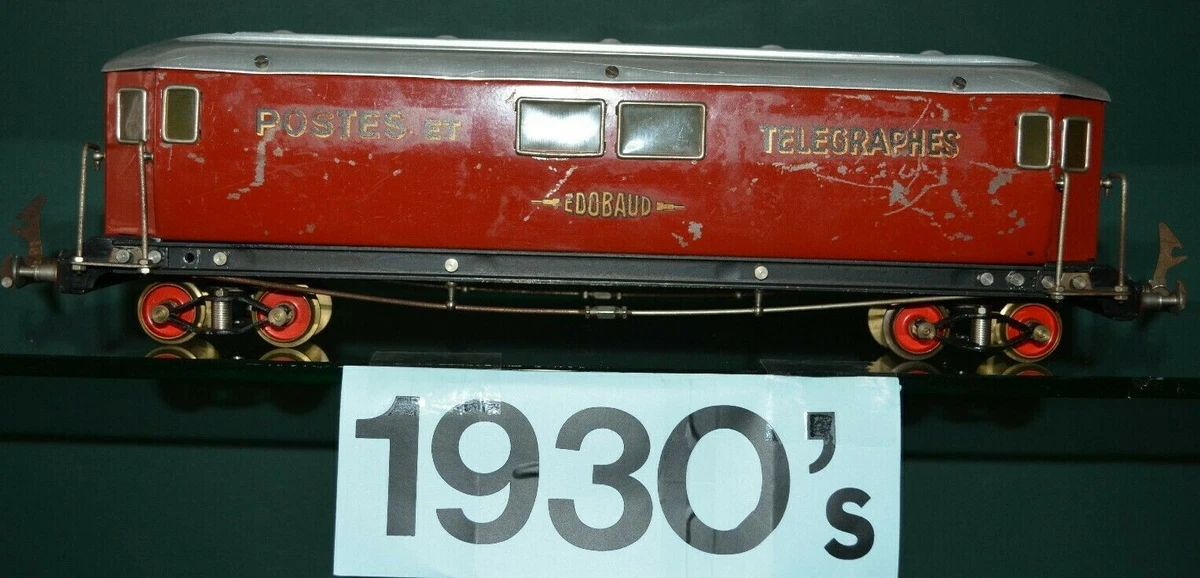 POSTES ET TELEGRAPHES
EDOBAUD
1930's